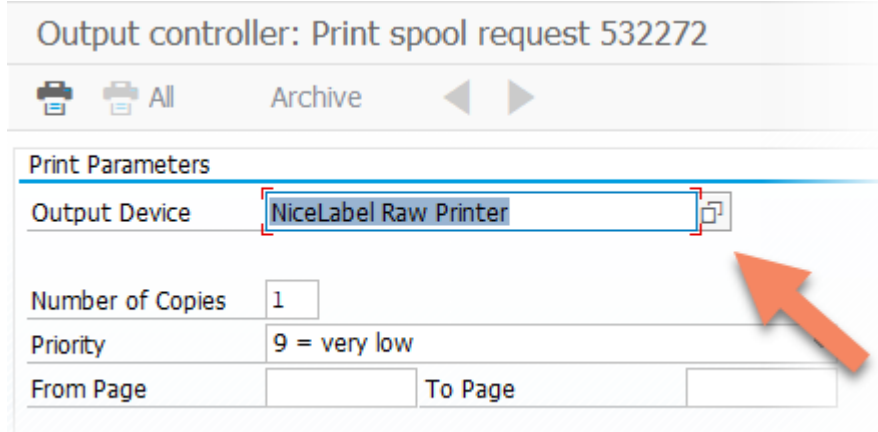 Output controller: Print spool request 532272
All Archive
Print Parameters
Output Device NiceLabel Raw Printer
Number of Copies 1
Priority 9 = very low
From Page To Page